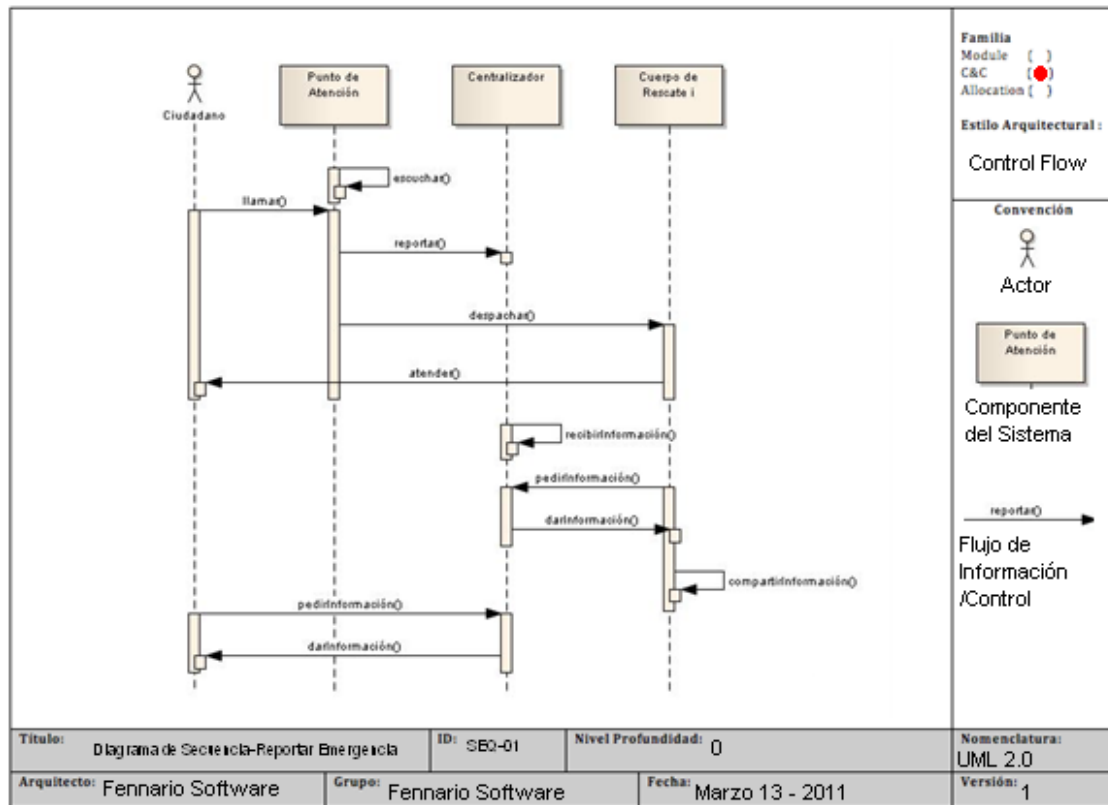 Ciudadano
Punto de
Atención
Centralizador
Cuerpo de
Rescate i
escuchar()
llamar()
reportar()
despachar()
atender()
recibirInformación()
pedirInformación()
darInformación()
compartirInformación()
pedirInformación()
darInformación()
Familia
Module ( )
C&C ( )
Allocation ( )
Estilo Arquitectural :
Control Flow
Convención
Actor
Punto de
Atención
Componente
del Sistema
reportar()
Flujo de
Información
/Control
Título: Diagrama de Secuencia-Reportar Emergencia
ID: SEQ-01
Nivel Profundidad: 0
Nomenclatura:
UML 2.0
Arquitecto: Fennario Software
Grupo: Fennario Software
Fecha: Marzo 13 - 2011
Versión: 1